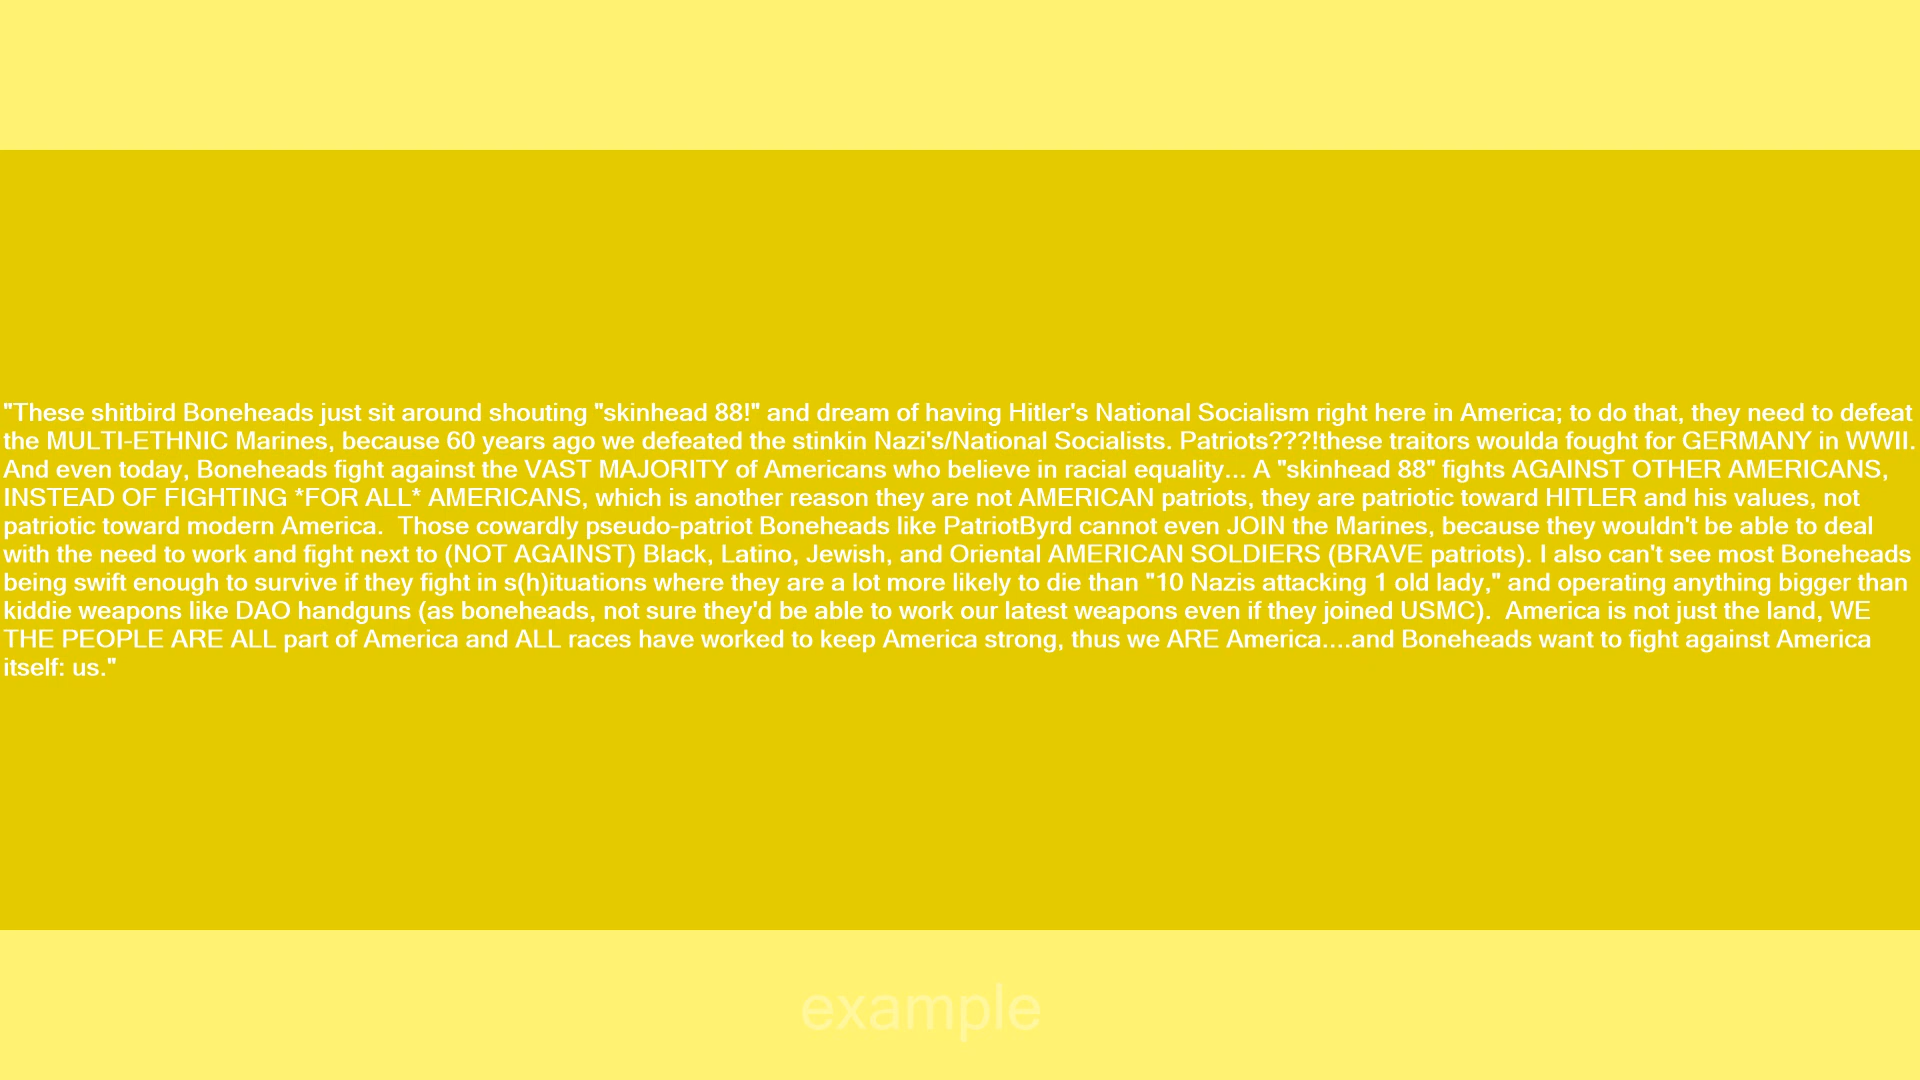 "These shitbird Boneheads just sit around shouting "skinhead 88!" and dream of having Hitler's National Socialism right here in America; to do that, they need to defeat
the MULTI-ETHNIC Marines, because 60 years ago we defeated the stinkin Nazi's/National Socialists. Patriots???!these traitors woulda fought for GERMANY in WWII.
And even today, Boneheads fight against the VAST MAJORITY of Americans who believe in racial equality... A "skinhead 88" fights AGAINST OTHER AMERICANS,
INSTEAD OF FIGHTING *FOR ALL* AMERICANS, which is another reason they are not AMERICAN patriots, they are patriotic toward HITLER and his values, not
patriotic toward modern America.  Those cowardly pseudo-patriot Boneheads like PatriotByrd cannot even JOIN the Marines, because they wouldn't be able to deal
with the need to work and fight next to (NOT AGAINST) Black, Latino, Jewish, and Oriental AMERICAN SOLDIERS (BRAVE patriots). I also can't see most Boneheads
being swift enough to survive if they fight in s(h)ituations where they are a lot more likely to die than "10 Nazis attacking 1 old lady," and operating anything bigger than
kiddie weapons like DAO handguns (as boneheads, not sure they'd be able to work our latest weapons even if they joined USMC).  America is not just the land, WE
THE PEOPLE ARE ALL part of America and ALL races have worked to keep America strong, thus we ARE America....and Boneheads want to fight against America
itself: us."
example